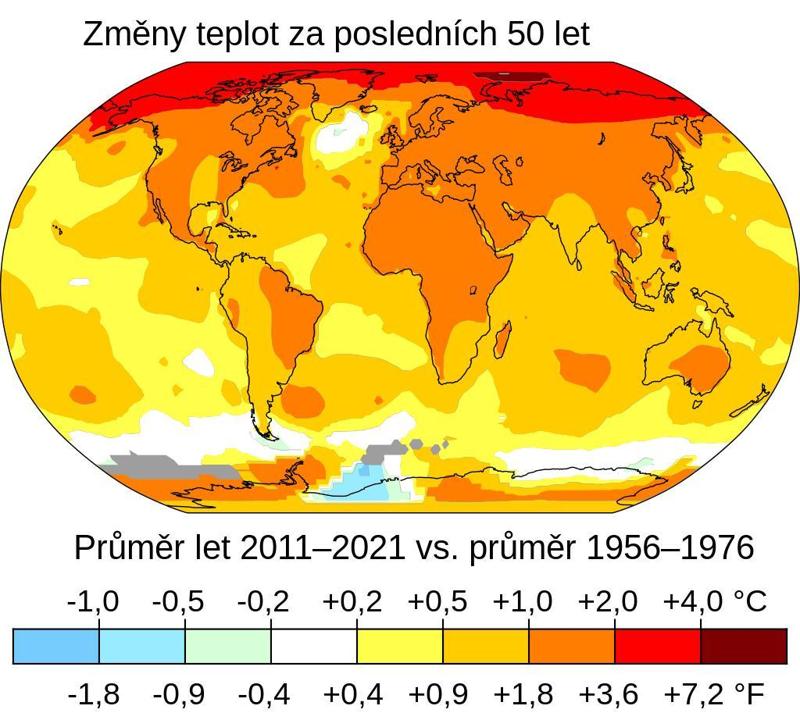 Změny teplot za posledních 50 let
Průměr let 2011–2021 vs. průměr 1956–1976
-1,0 -0,5 -0,2 +0,2 +0,5 +1,0 +2,0 +4,0 °C
-1,8 -0,9 -0,4 +0,4 +0,9 +1,8 +3,6 +7,2 °F